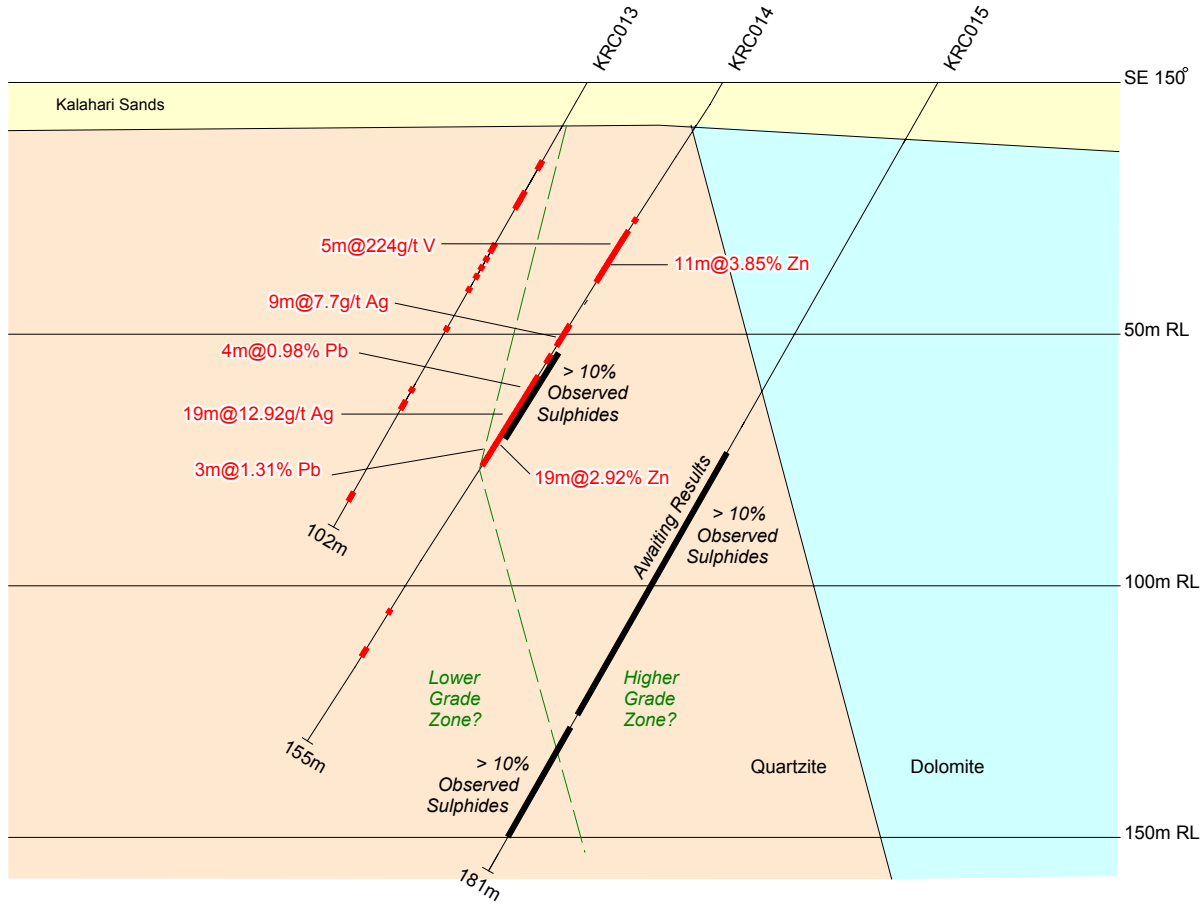 KRC013
KRC014
KRC015
SE 150°
Kalahari Sands
5m@224g/t V
11m@3.85% Zn
9m@7.7g/t Ag
50m RL
4m@0.98% Pb
> 10%
Observed
Sulphides
19m@12.92g/t Ag
3m@1.31% Pb
19m@2.92% Zn
Awaiting Results
> 10%
Observed
Sulphides
102m
100m RL
Lower
Grade
Zone?
Higher
Grade
Zone?
155m
> 10%
Observed
Sulphides
Quartzite
Dolomite
150m RL
181m